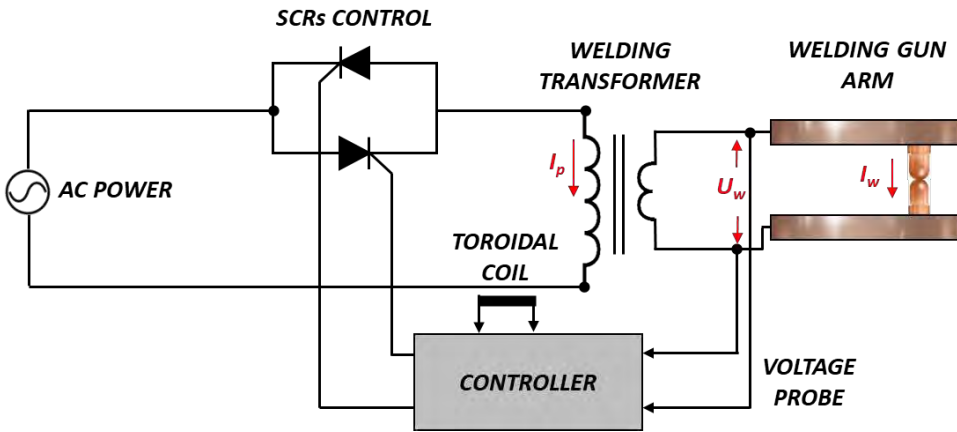 SCRs CONTROL
WELDING
TRANSFORMER
WELDING GUN
ARM
AC POWER
Ip
Uw
Iw
TOROIDAL
COIL
CONTROLLER
VOLTAGE
PROBE